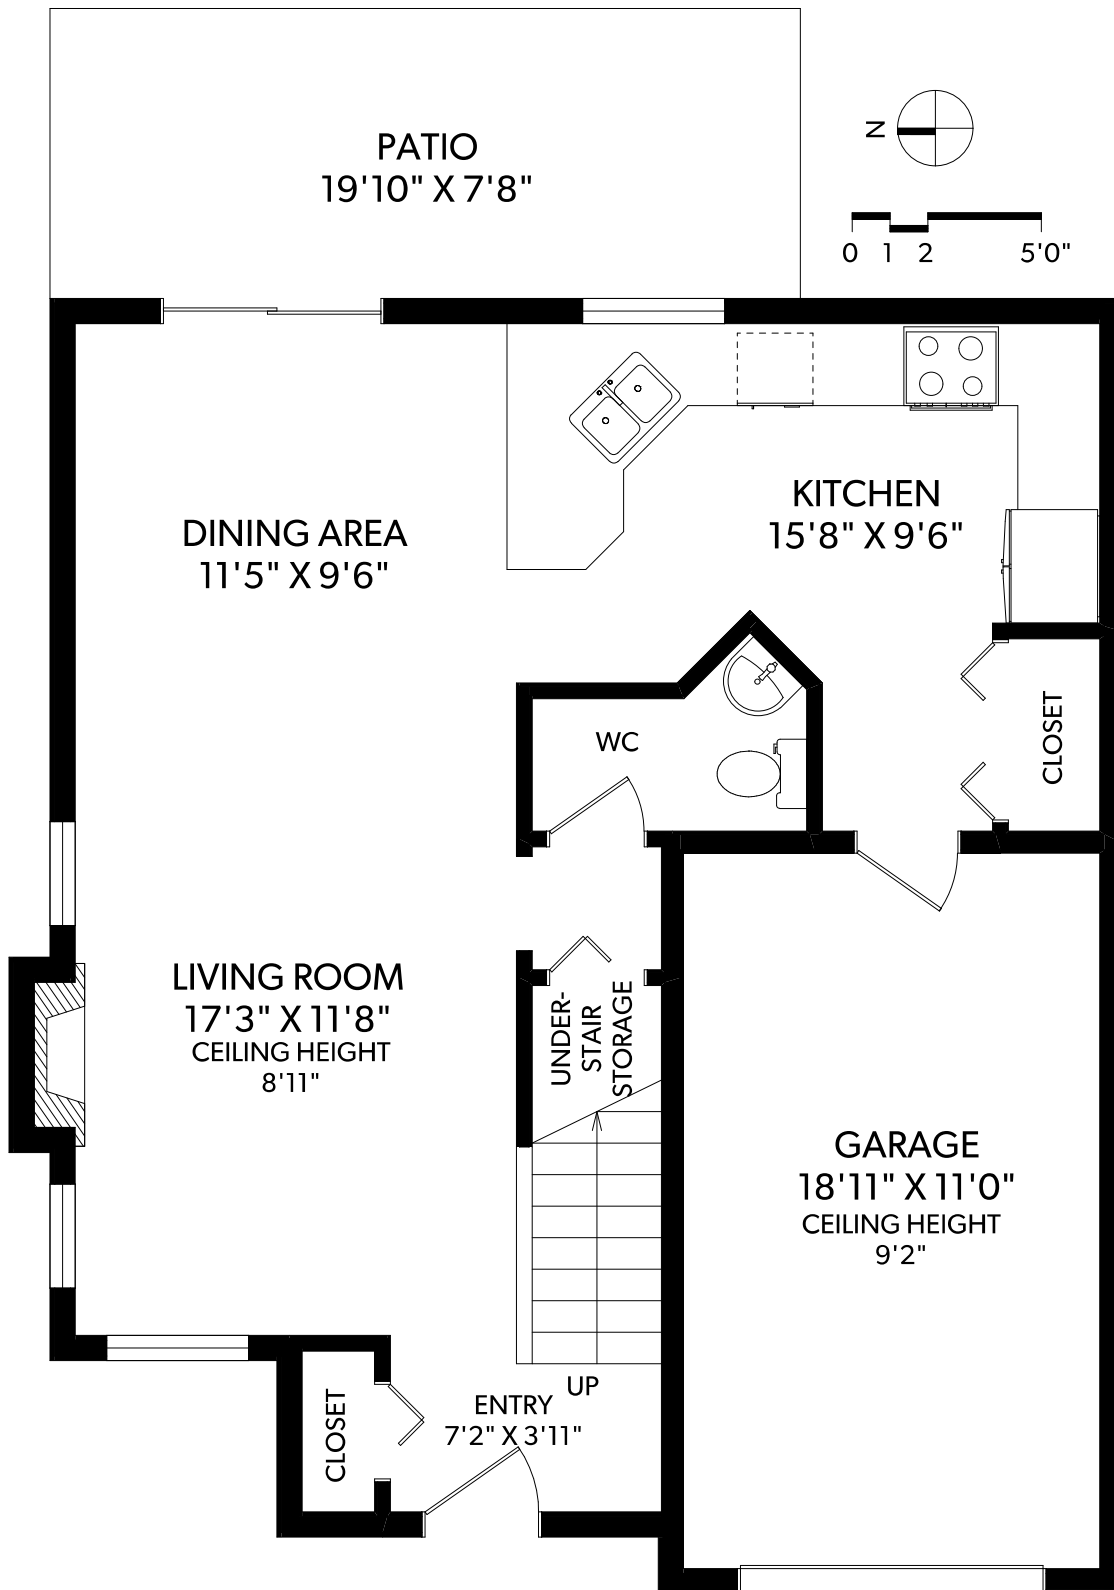 PATIO
19'10" X 7'8"
N
0 1 2 5'0"
KITCHEN
15'8" X 9'6"
DINING AREA
11'5" X 9'6"
WC
CLOSET
LIVING ROOM
17'3" X 11'8"
CEILING HEIGHT
8'11"
UNDER-
STAIR
STORAGE
GARAGE
18'11" X 11'0"
CEILING HEIGHT
9'2"
UP
ENTRY
7'2" X 3'11"
CLOSET